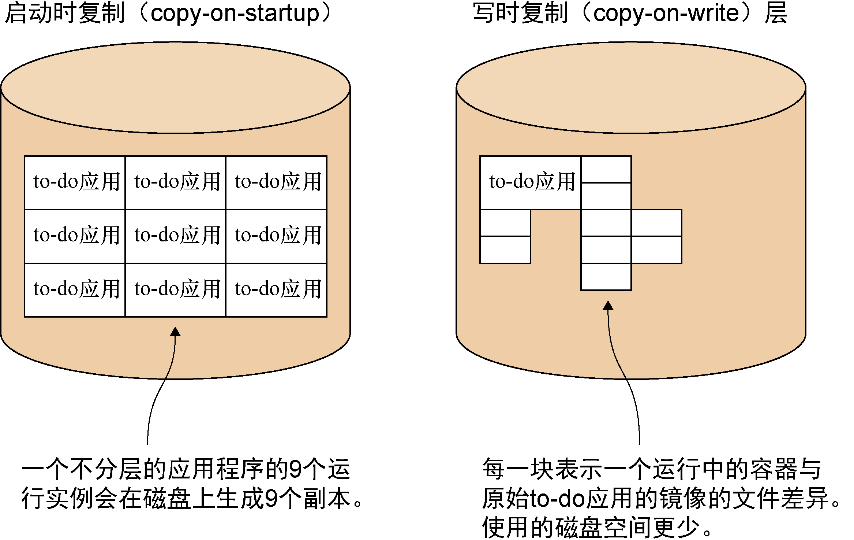 启动时复制（copy-on-startup）
写时复制（copy-on-write）层
to-do应用 to-do应用 to-do应用
to-do应用 to-do应用 to-do应用
to-do应用 to-do应用 to-do应用
to-do应用
一个不分层的应用程序的9个运
行实例会在磁盘上生成9个副本。
每一块表示一个运行中的容器与
原始to-do应用的镜像的文件差异。
使用的磁盘空间更少。